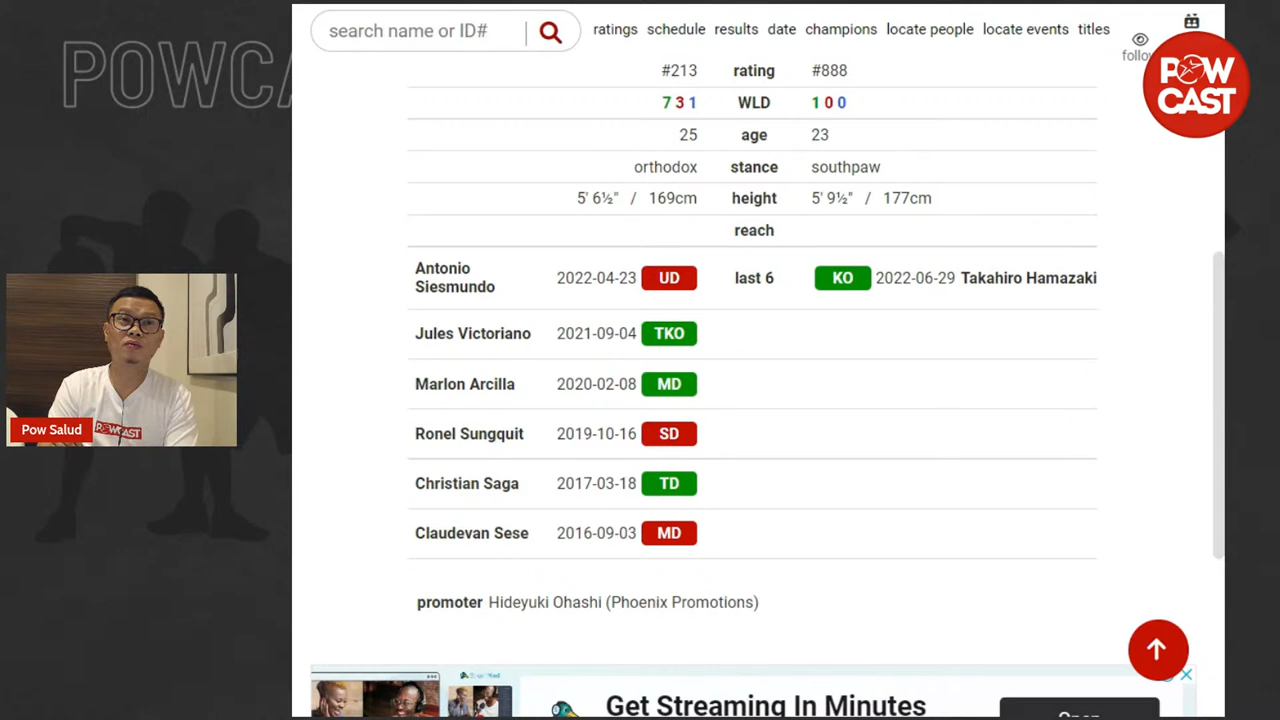 POWCA
search name or ID#
ratings schedule results date champions locate people locate events titles
follo
POW
CAST
#213 rating #888
7 3 1 WLD 1 0 0
25 age 23
orthodox stance southpaw
5' 6½" / 169cm height 5' 9½" / 177cm
reach
Antonio
Siesmundo 2022-04-23 UD last 6 KO 2022-06-29 Takahiro Hamazaki
Jules Victoriano 2021-09-04 TKO
Marlon Arcilla 2020-02-08 MD
Ronel Sungquit 2019-10-16 SD
Christian Saga 2017-03-18 TD
Claudevan Sese 2016-09-03 MD
POWCAST
Pow Salud
promoter Hideyuki Ohashi (Phoenix Promotions)
Get Streaming In Minutes
Open